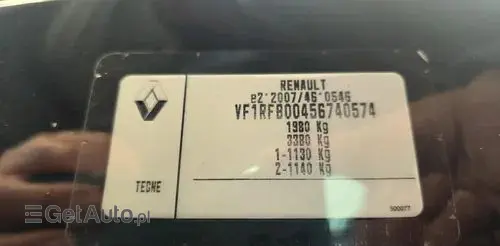 RENAULT
e2*2007/46*0546
VF1RFB00456740574
1980 Kg
3380 Kg
1-1130 Kg
2-1140 Kg
TECNE
500077
GetAuto.pl